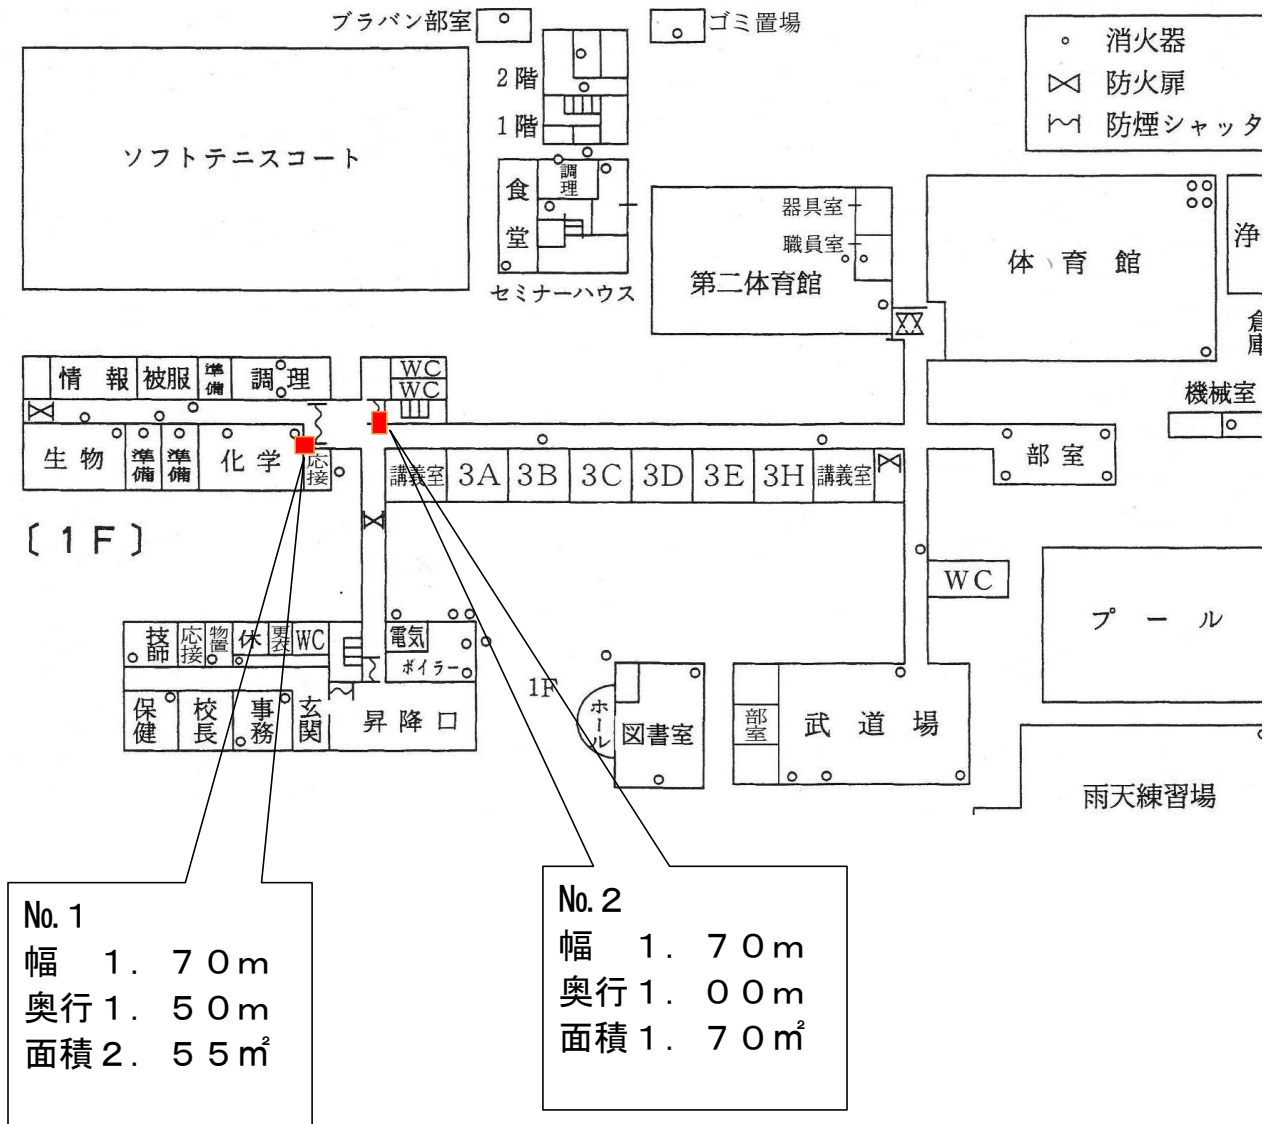 ブラバン部室
ゴミ置場
2階
1階
消火器
防火扉
防煙シャッタ
ソフトテニスコート
食堂
調理
セミナーハウス
器具室
職員室
第二体育館
体育館
浄
倉庫
機械室
情報
被服
準備
調理
WC
WC
生物
準備
準備
化学
応接
講義室
3A
3B
3C
3D
3E
3H
講義室
部室
〔1F〕
WC
プール
技師
応接
物置
休
更衣
WC
電気
ボイラー
保健
校長
事務
玄関
昇降口
1F
ホール
図書室
部室
武道場
雨天練習場
№1
幅　1.70m
奥行1.50m
面積2.55㎡
№2
幅　1.70m
奥行1.00m
面積1.70㎡